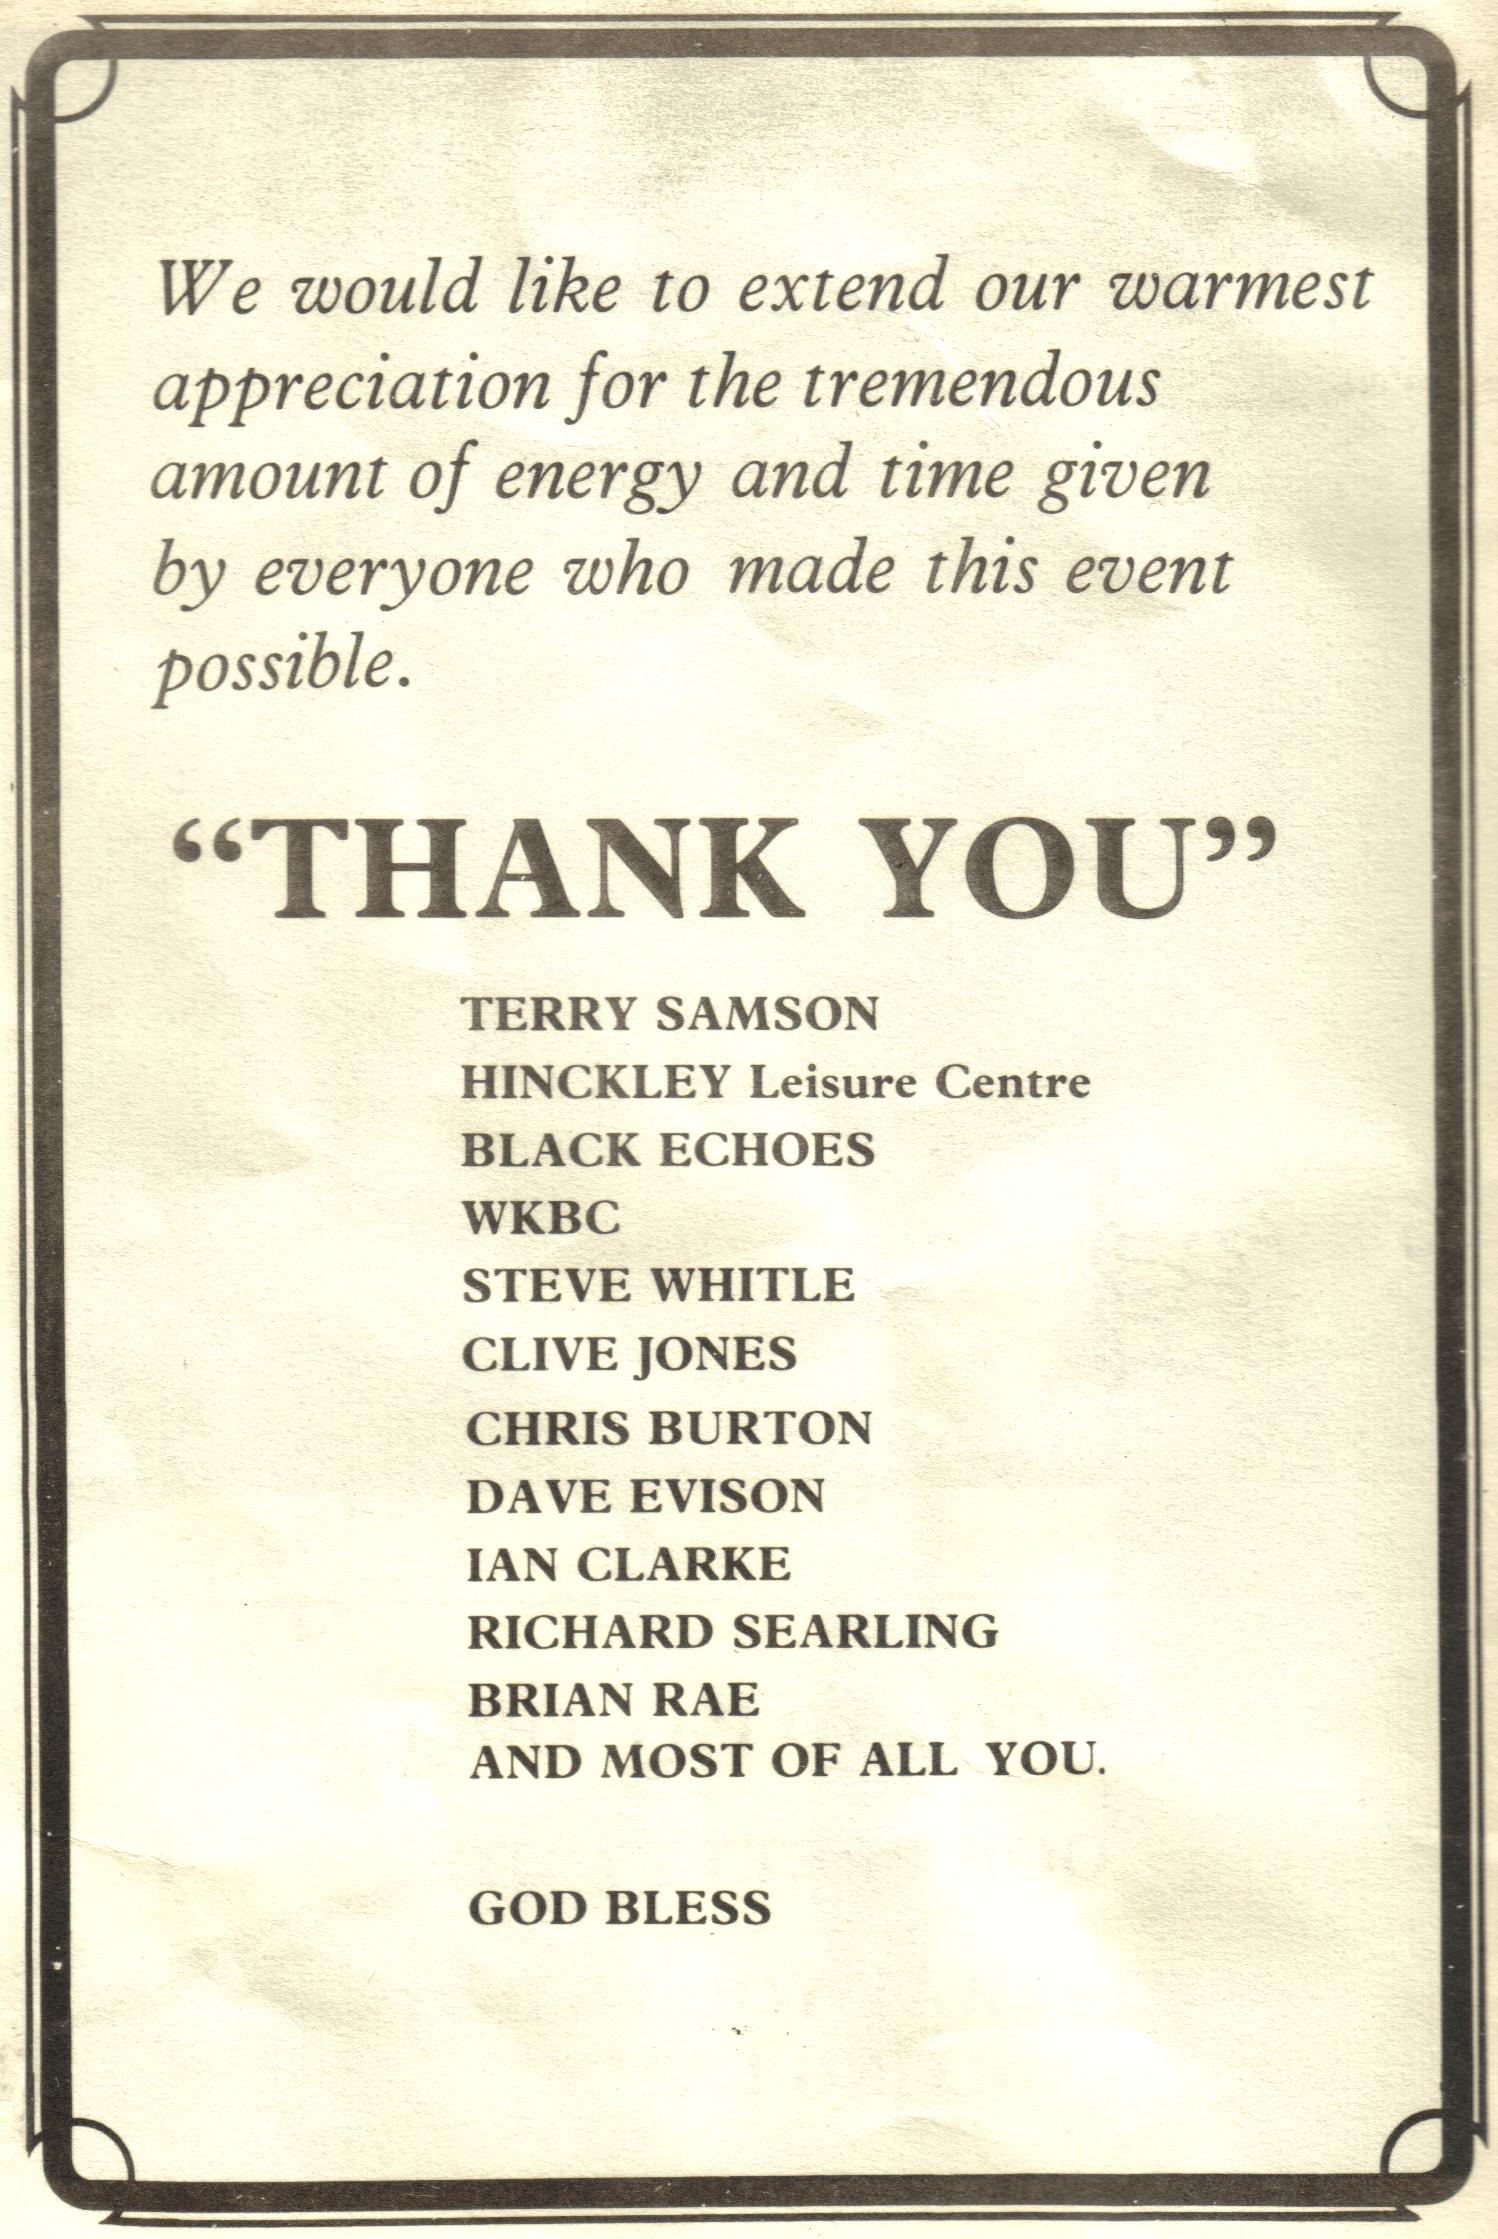 We would like to extend our warmest
appreciation for the tremendous
amount of energy and time given
by everyone who made this event
possible.
“THANK YOU”
TERRY SAMSON
HINCKLEY Leisure Centre
BLACK ECHOES
WKBC
STEVE WHITLE
CLIVE JONES
CHRIS BURTON
DAVE EVISON
IAN CLARKE
RICHARD SEARLING
BRIAN RAE
AND MOST OF ALL YOU.
GOD BLESS